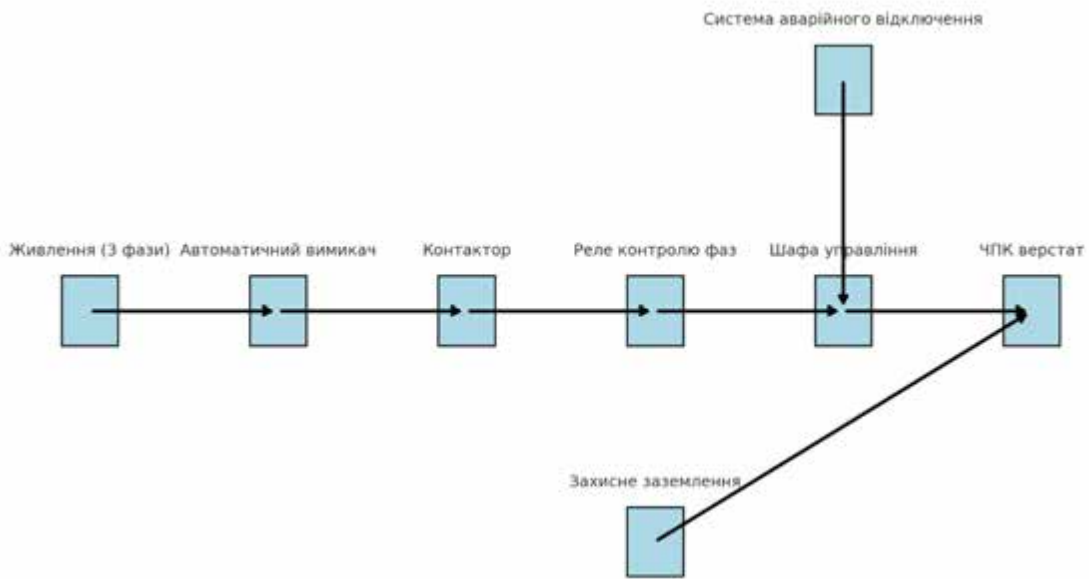 Система аварійного відключення
Живлення (3 фази)
Автоматичний вимикач
Контактор
Реле контролю фаз
Шафа управління
ЧПК верстат
Захисне заземлення